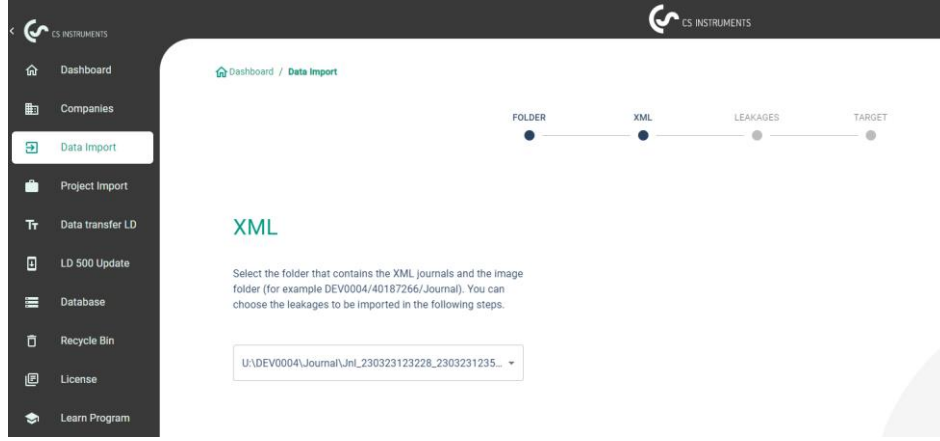 CS INSTRUMENTS
CS INSTRUMENTS
Dashboard
Companies
Data Import
Project Import
Data transfer LD
LD 500 Update
Database
Recycle Bin
License
Learn Program
Dashboard / Data Import
FOLDER
XML
LEAKAGES
TARGET
XML
Select the folder that contains the XML journals and the image
folder (for example DEV0004/40187266/Journal). You can
choose the leakages to be imported in the following steps.
U:\DEV0004\Journal\Jnl_230323123228_2303231235...